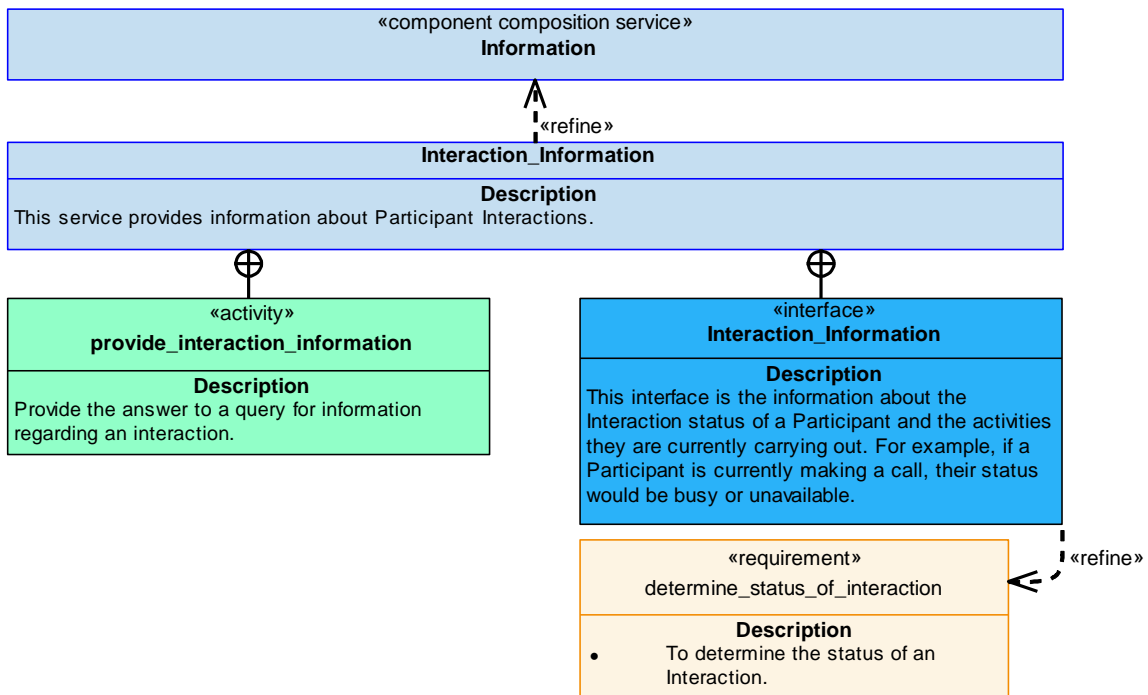 «component composition service»
Information
«refine»
Interaction_Information
Description
This service provides information about Participant Interactions.
«activity»
provide_interaction_information
Description
Provide the answer to a query for information
regarding an interaction.
«interface»
Interaction_Information
Description
This interface is the information about the
Interaction status of a Participant and the activities
they are currently carrying out. For example, if a
Participant is currently making a call, their status
would be busy or unavailable.
«refine»
«requirement»
determine_status_of_interaction
Description
• To determine the status of an
Interaction.